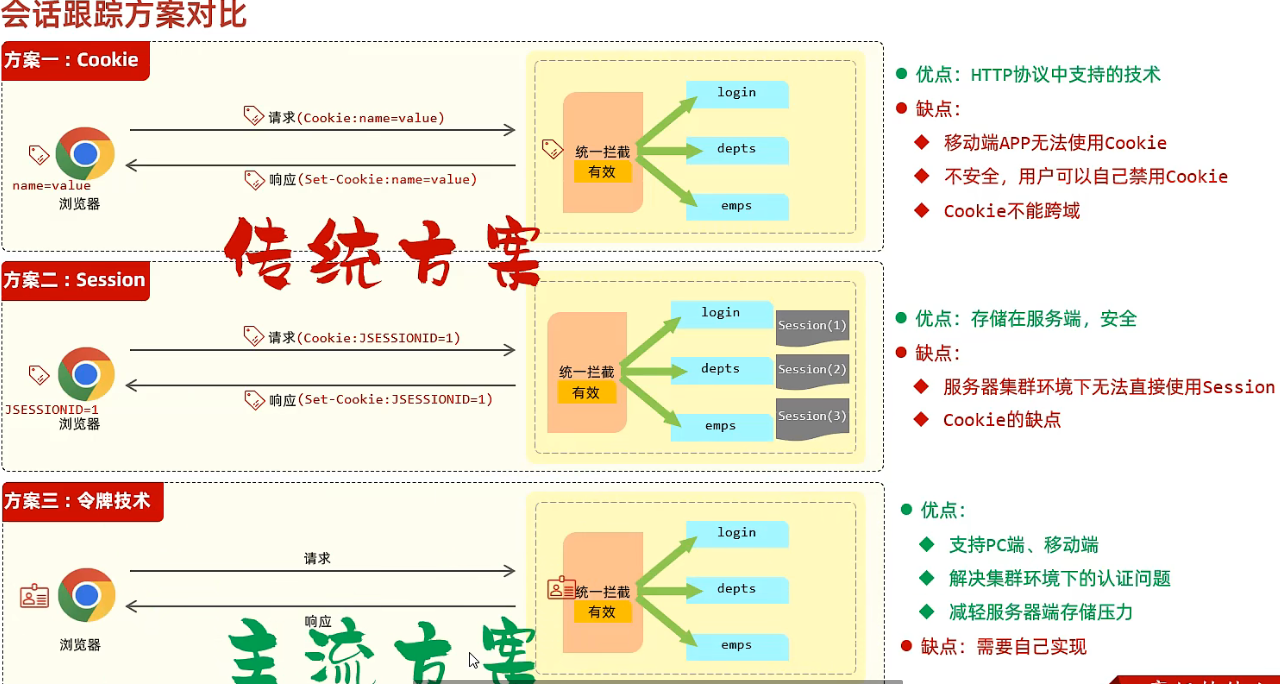 会话跟踪方案对比
方案一：Cookie
请求(Cookie:name=value)
响应(Set-Cookie:name=value)
name=value
浏览器
统一拦截
有效
login
depts
emps
优点：HTTP协议中支持的技术
缺点：
移动端APP无法使用Cookie
不安全，用户可以自己禁用Cookie
Cookie不能跨域
传统方案
方案二：Session
请求(Cookie:JSESSIONID=1)
响应(Set-Cookie:JSESSIONID=1)
JSESSIONID=1
浏览器
统一拦截
有效
login
depts
emps
Session(1)
Session(2)
Session(3)
优点：存储在服务端，安全
缺点：
服务器集群环境下无法直接使用Session
Cookie的缺点
方案三：令牌技术
请求
响应
浏览器
主流方案
统一拦截
有效
login
depts
emps
优点：
支持PC端、移动端
解决集群环境下的认证问题
减轻服务器端存储压力
缺点：需要自己实现